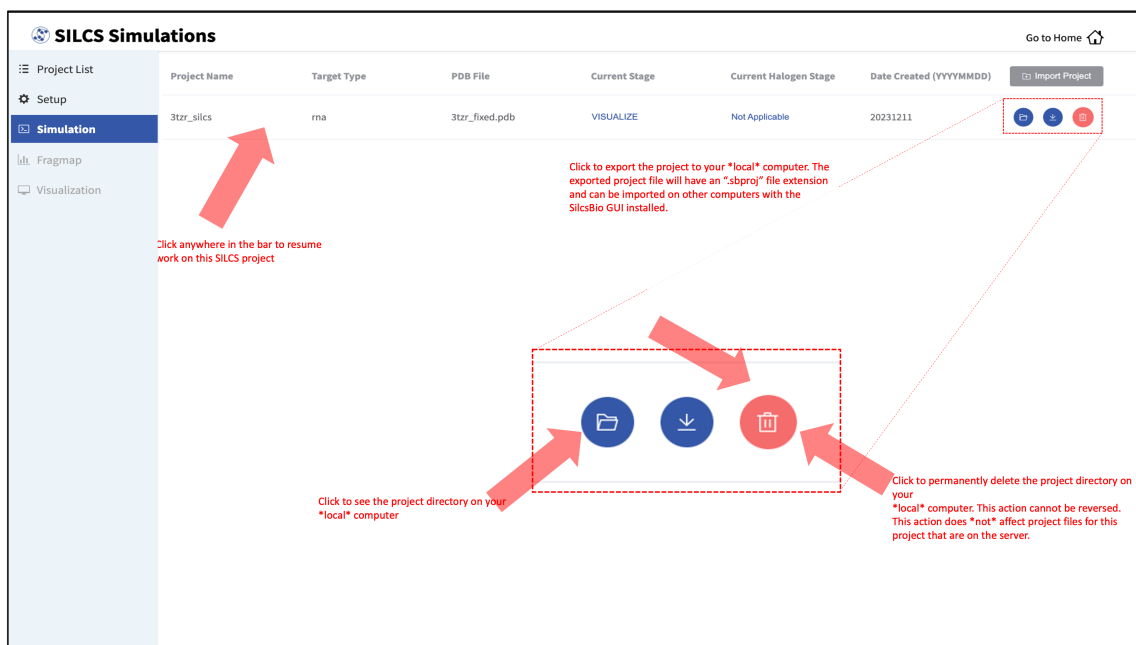 SILCS Simulations
Go to Home
Project List
Setup
Simulation
Fragmap
Visualization
Project Name Target Type PDB File Current Stage Current Halogen Stage Date Created (YYYYMMDD) Import Project
3tzr_silcs rna 3tzr_fixed.pdb VISUALIZE Not Applicable 20231211
Click to export the project to your *local* computer. The
exported project file will have an “.sbproj” file extension
and can be imported on other computers with the
SilcsBio GUI installed.
Click anywhere in the bar to resume
work on this SILCS project
Click to see the project directory on your
*local* computer
Click to permanently delete the project directory on
your
*local* computer. This action cannot be reversed.
This action does *not* affect project files for this
project that are on the server.